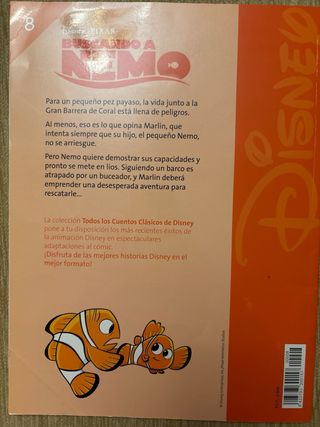 8
Disney PIXAR
BUSCANDO A
NEMO
Para un pequeño pez payaso, la vida junto a la
Gran Barrera de Coral está llena de peligros.
Al menos, eso es lo que opina Marlin, que
intenta siempre que su hijo, el pequeño Nemo,
no se arriesgue.
Pero Nemo quiere demostrar sus capacidades y
pronto se mete en líos. Siguiendo un barco es
atrapado por un buceador, y Marlin deberá
emprender una desesperada aventura para
rescatarle...
La colección Todos los Cuentos Clásicos de Disney
pone a tu disposición los más recientes éxitos de
la animación Disney en espectaculares
adaptaciones al cómic.
¡Disfruta de las mejores historias Disney en el
mejor formato!
DISNEY